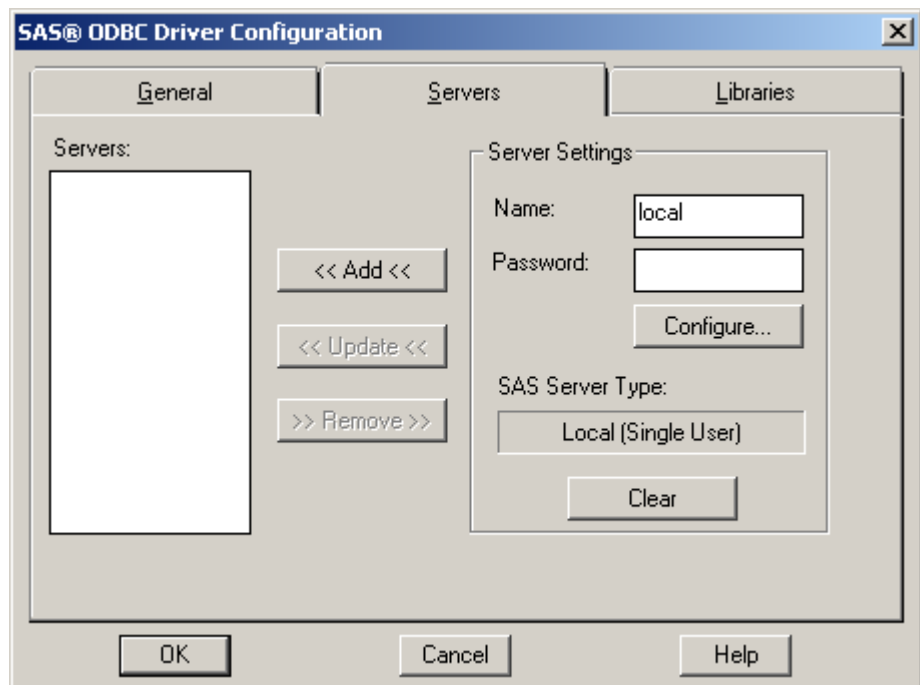 SAS® ODBC Driver Configuration
General
Servers
Libraries
Servers:
<< Add <<
<< Update <<
>> Remove >>
Server Settings
Name:
local
Password:
Configure...
SAS Server Type:
Local (Single User)
Clear
OK
Cancel
Help